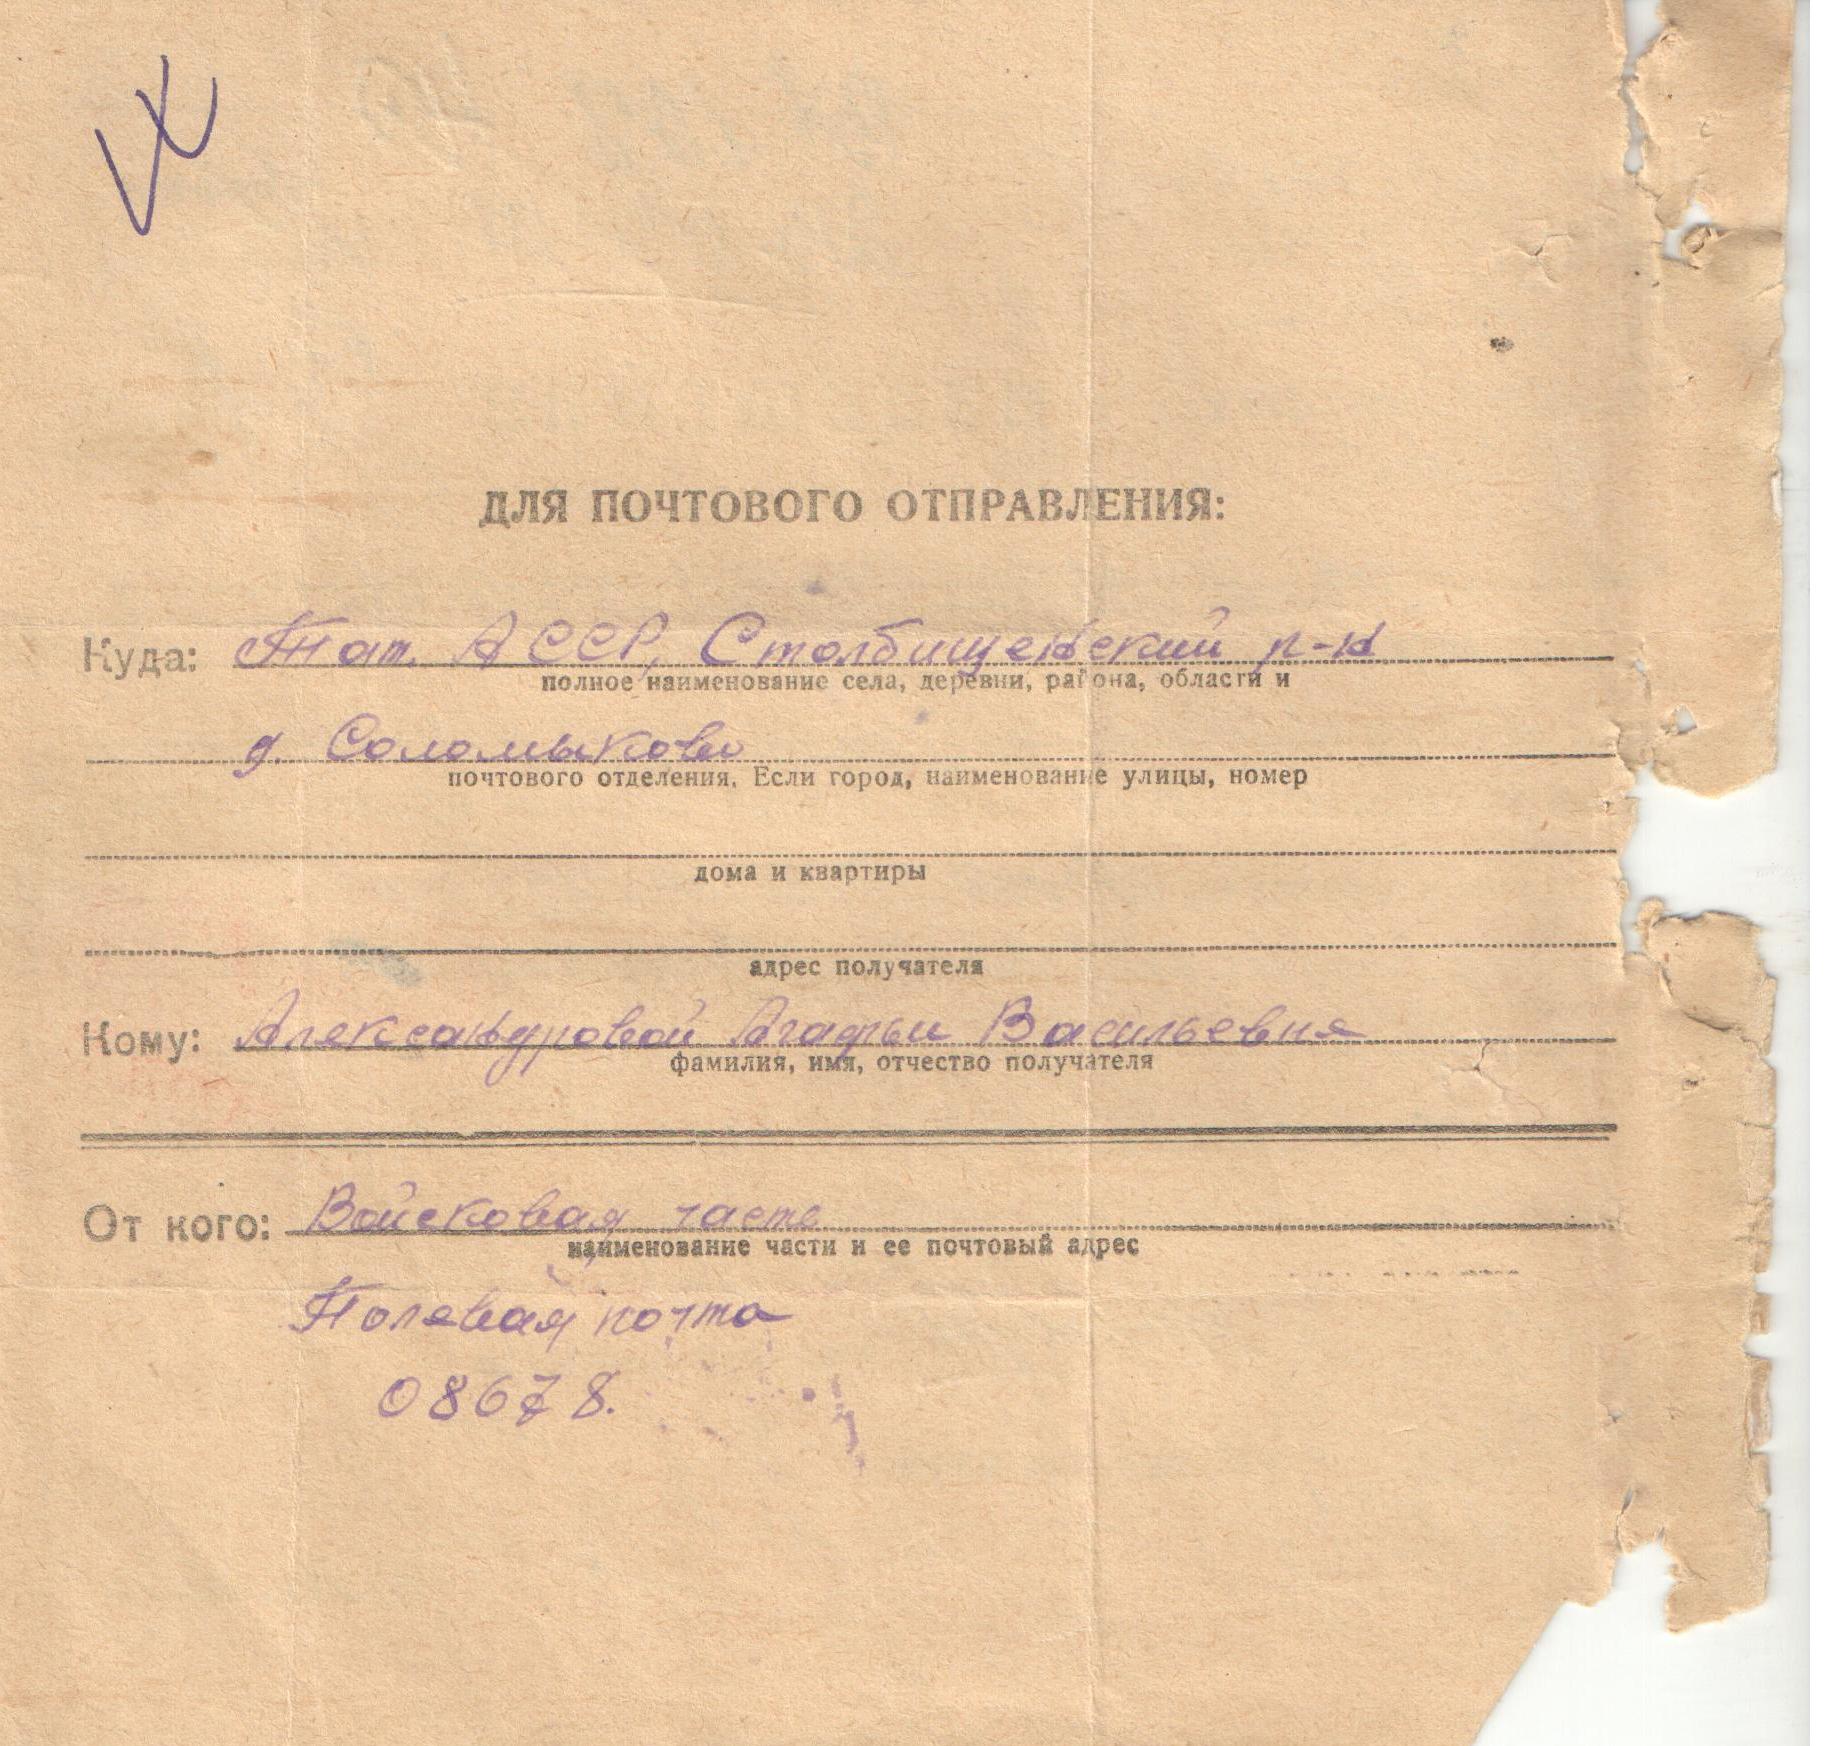 ДЛЯ ПОЧТОВОГО ОТПРАВЛЕНИЯ:
Куда: Тат. АССР, Столбищенский р-н
полное наименование села, деревни, района, области и
д. Соломыково
почтового отделения. Если город, наименование улицы, номер
дома и квартиры
адрес получателя
Кому: Александровой Агафьи Васильевне
фамилия, имя, отчество получателя
От кого: Войсковая часть
наименование части и ее почтовый адрес
Полевая почта
08678.